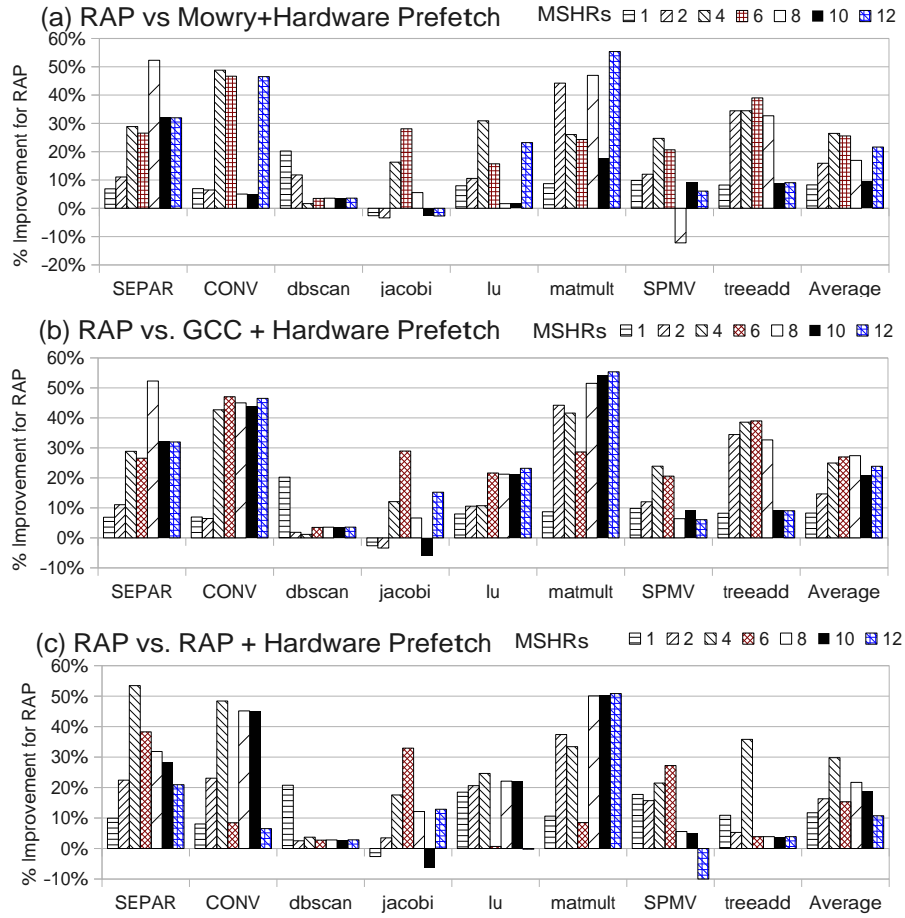 (a) RAP vs Mowry+Hardware Prefetch
MSHRs 1 2 4 6 8 10 12
% Improvement for RAP
60%
50%
40%
30%
20%
10%
0%
-10%
-20%
SEPAR CONV dbscan jacobi lu matmult SPMV treeadd Average
(b) RAP vs. GCC + Hardware Prefetch
MSHRs 1 2 4 6 8 10 12
% Improvement for RAP
60%
50%
40%
30%
20%
10%
0%
-10%
SEPAR CONV dbscan jacobi lu matmult SPMV treeadd Average
(c) RAP vs. RAP + Hardware Prefetch
MSHRs 1 2 4 6 8 10 12
% Improvement for RAP
60%
50%
40%
30%
20%
10%
0%
-10%
SEPAR CONV dbscan jacobi lu matmult SPMV treeadd Average